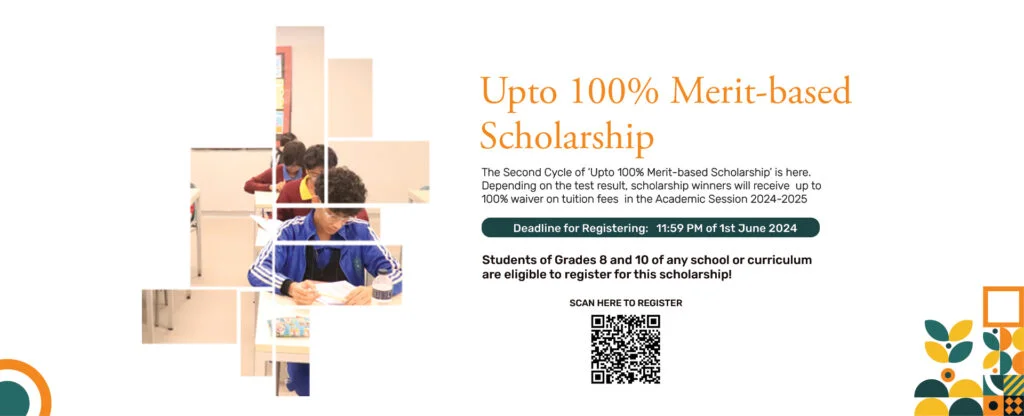 Upto 100% Merit-based
Scholarship
The Second Cycle of 'Upto 100% Merit-based Scholarship' is here.
Depending on the test result, scholarship winners will receive up to
100% waiver on tuition fees in the Academic Session 2024-2025
Deadline for Registering: 11:59 PM of 1st June 2024
Students of Grades 8 and 10 of any school or curriculum
are eligible to register for this scholarship!
SCAN HERE TO REGISTER